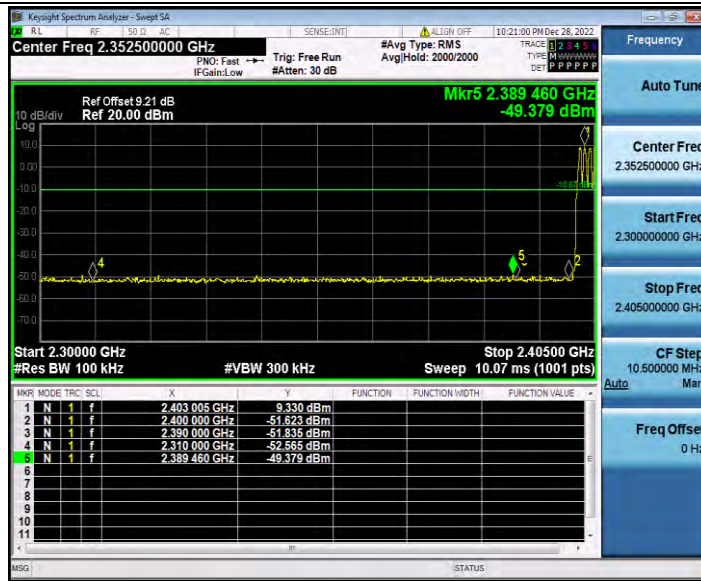 Keysight Spectrum Analyzer - Swept SA
RL RF 50 Ω AC SENSE:INT ALIGN OFF 10:21:00 PM Dec 28, 2022
Center Freq 2.352500000 GHz
PNO: Fast
IFGain:Low
Trig: Free Run
#Atten: 30 dB
#Avg Type: RMS
Avg|Hold: 2000/2000
TRACE 1 2 3 4 5 6
TYPE M
DET P P P P P P
Ref Offset 9.21 dB
Ref 20.00 dBm
10 dB/div
Log
Mkr5 2.389 460 GHz
-49.379 dBm
10.0
0.00
-10.0
-20.0
-30.0
-40.0
-50.0
-60.0
-70.0
4
5
2
Start 2.30000 GHz
Stop 2.40500 GHz
#Res BW 100 kHz
#VBW 300 kHz
Sweep 10.07 ms (1001 pts)
MKR MODE TRC SCL X Y FUNCTION FUNCTION WIDTH FUNCTION VALUE
1 N 1 f 2.403 005 GHz 9.330 dBm
2 N 1 f 2.400 000 GHz -51.623 dBm
3 N 1 f 2.390 000 GHz -51.835 dBm
4 N 1 f 2.310 000 GHz -52.565 dBm
5 N 1 f 2.389 460 GHz -49.379 dBm
6
7
8
9
10
11
MSG
STATUS
Frequency
Auto Tune
Center Freq
2.352500000 GHz
Start Freq
2.300000000 GHz
Stop Freq
2.405000000 GHz
CF Step
10.500000 MHz
Auto Man
Freq Offset
0 Hz